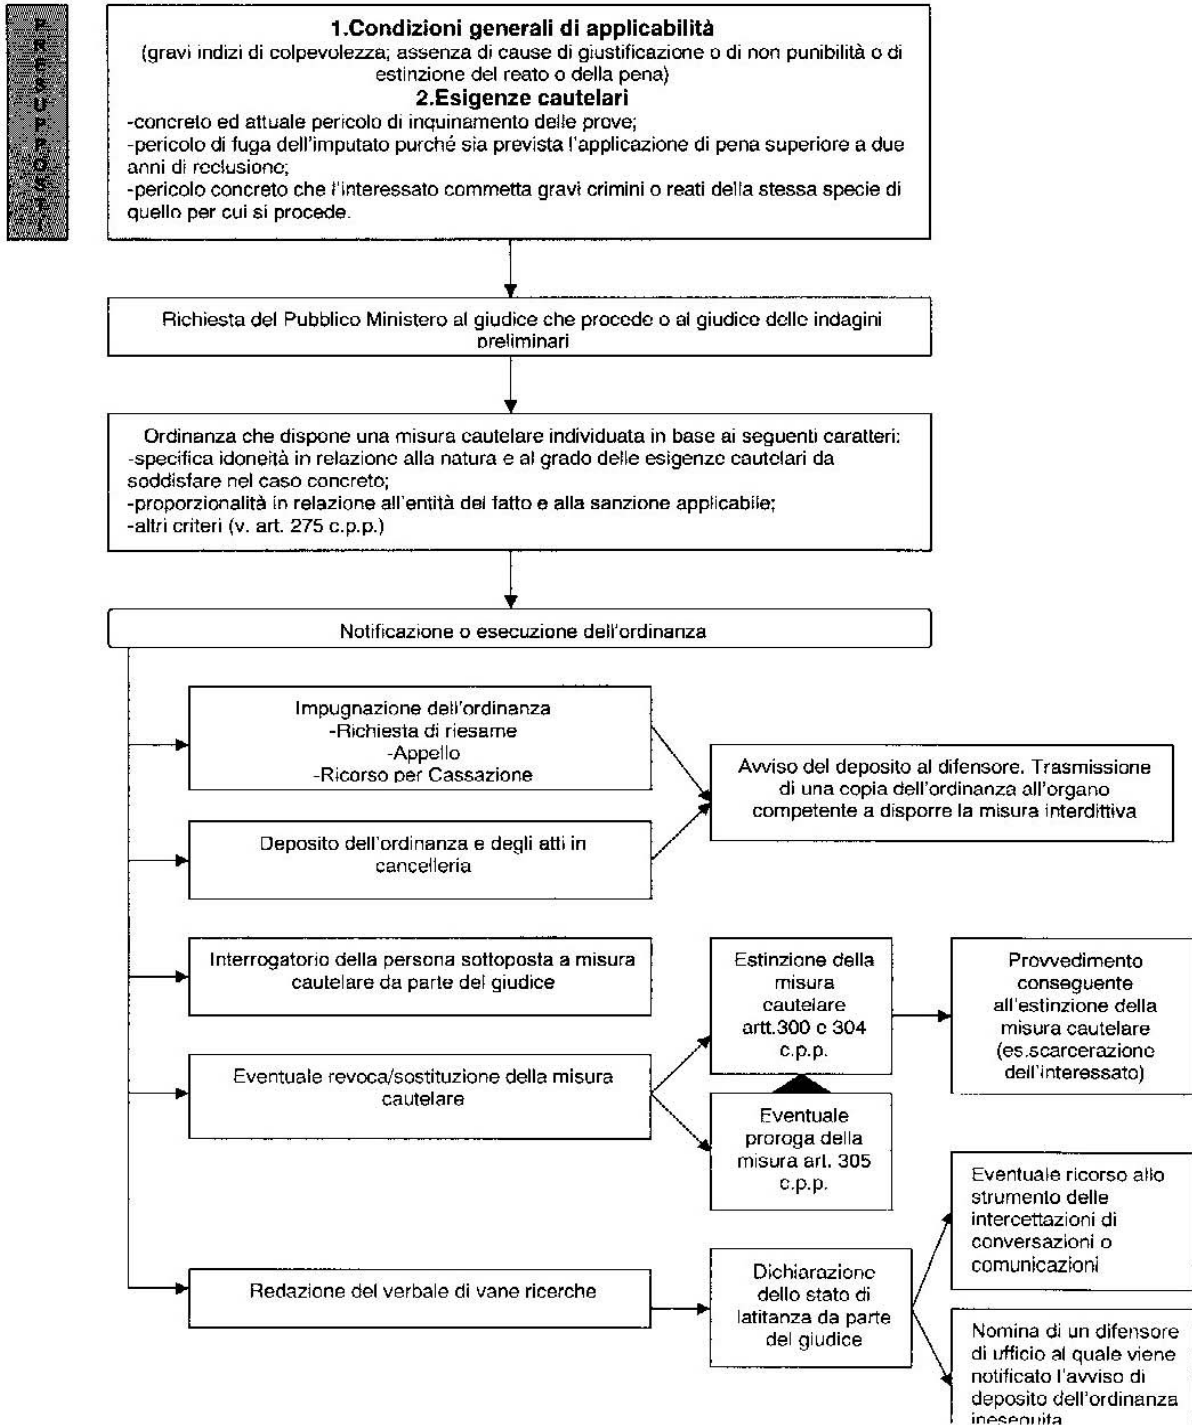 PRESUPPOSTI
1.Condizioni generali di applicabilità
(gravi indizi di colpevolezza; assenza di cause di giustificazione o di non punibilità o di
estinzione del reato o della pena)
2.Esigenze cautelari
-concreto ed attuale pericolo di inquinamento delle prove;
-pericolo di fuga dell'imputato purché sia prevista l'applicazione di pena superiore a due
anni di reclusione;
-pericolo concreto che l'interessato commetta gravi crimini o reati della stessa specie di
quello per cui si procede.
Richiesta del Pubblico Ministero al giudice che procede o al giudice delle indagini
preliminari
Ordinanza che dispone una misura cautelare individuata in base ai seguenti caratteri:
-specifica idoneità in relazione alla natura e al grado delle esigenze cautelari da
soddisfare nel caso concreto;
-proporzionalità in relazione all'entità del fatto e alla sanzione applicabile;
-altri criteri (v. art. 275 c.p.p.)
Notificazione o esecuzione dell'ordinanza
Impugnazione dell'ordinanza
-Richiesta di riesame
-Appello
-Ricorso per Cassazione
Avviso del deposito al difensore. Trasmissione
di una copia dell'ordinanza all'organo
competente a disporre la misura interdittiva
Deposito dell'ordinanza e degli atti in
cancelleria
Interrogatorio della persona sottoposta a misura
cautelare da parte del giudice
Estinzione della
misura
cautelare
artt.300 e 304
c.p.p.
Provvedimento
conseguente
all'estinzione della
misura cautelare
(es.scarcerazione
dell'interessato)
Eventuale revoca/sostituzione della misura
cautelare
Eventuale
proroga della
misura art. 305
c.p.p.
Eventuale ricorso allo
strumento delle
intercettazioni di
conversazioni o
comunicazioni
Redazione del verbale di vane ricerche
Dichiarazione
dello stato di
latitanza da parte
del giudice
Nomina di un difensore
di ufficio al quale viene
notificato l'avviso di
deposito dell'ordinanza
ineseguita